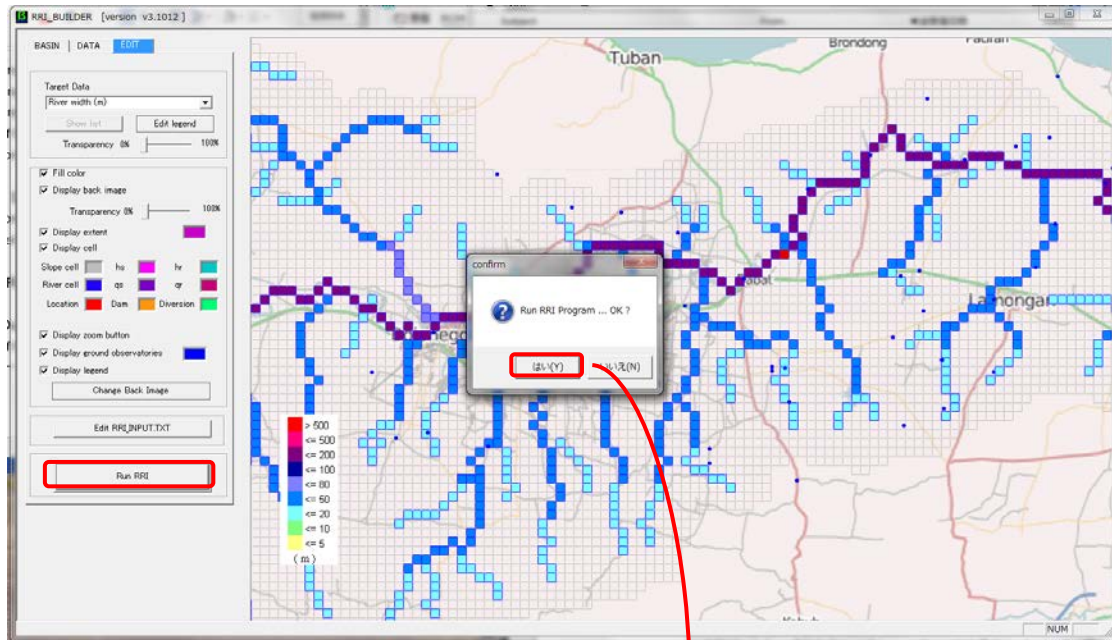 RRI_BUILDER [version v3.1012 ]
BASIN | DATA EDIT
Target Data
River width (m)
Show list Edit legend
Transparency 0% 100%
Fill color
Display back image
Transparency 0% 100%
Display extent
Display cell
Slope cell hs hr
River cell qs qr
Location Dam Diversion
Display zoom button
Display ground observatories
Display legend
Change Back Image
Edit RRI_INPUT.TXT
Run RRI
Tuban
Brondong
Paciran
confirm
Run RRI Program ... OK ?
はい(Y) いいえ(N)
Babat
Lamongan
> 500
<= 500
<= 200
<= 100
<= 80
<= 50
<= 20
<= 10
<= 5
( m )
NUM